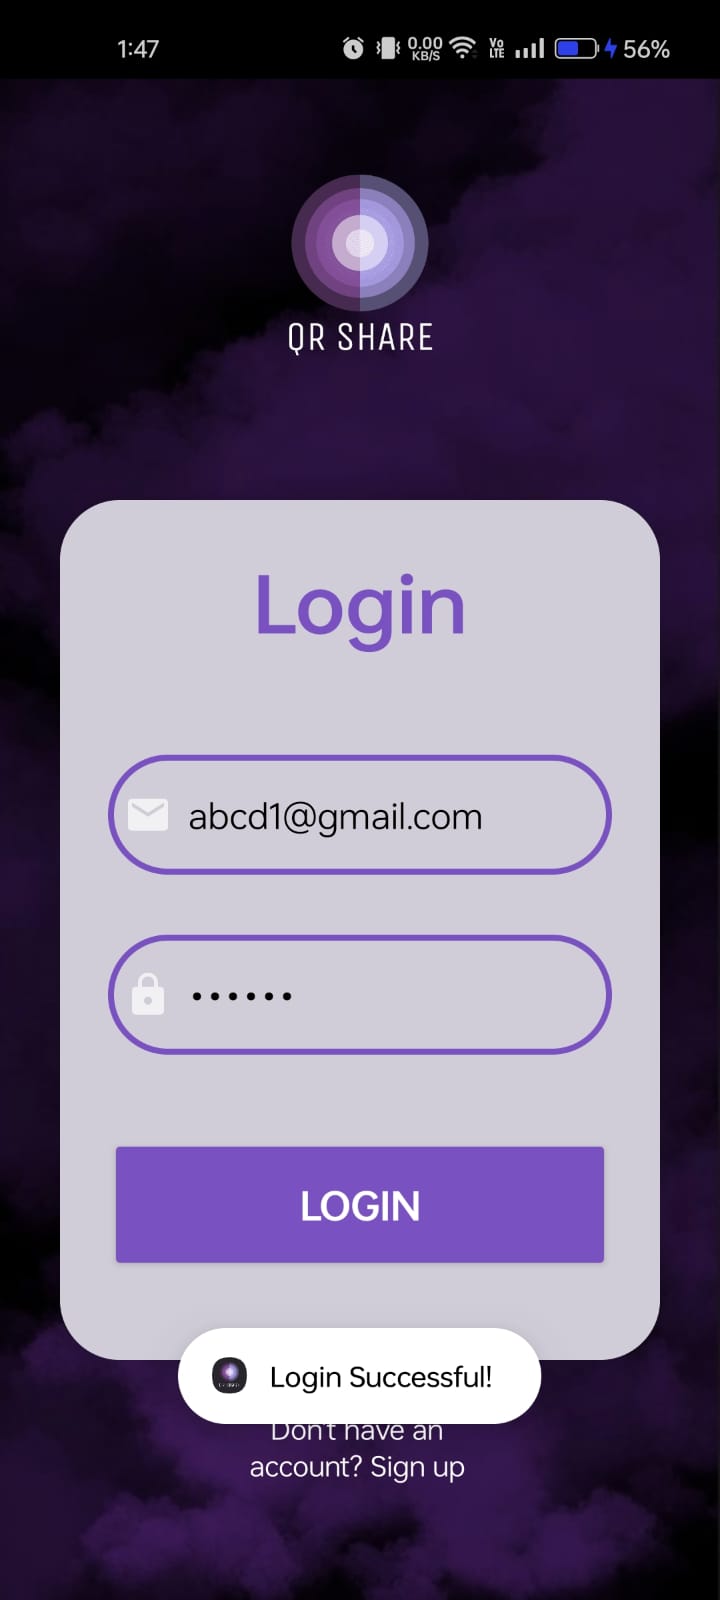 1:47 0.00 KB/S Vo LTE 56%
QR SHARE
Login
abcd1@gmail.com
••••••
LOGIN
Login Successful!
Don't have an
account? Sign up